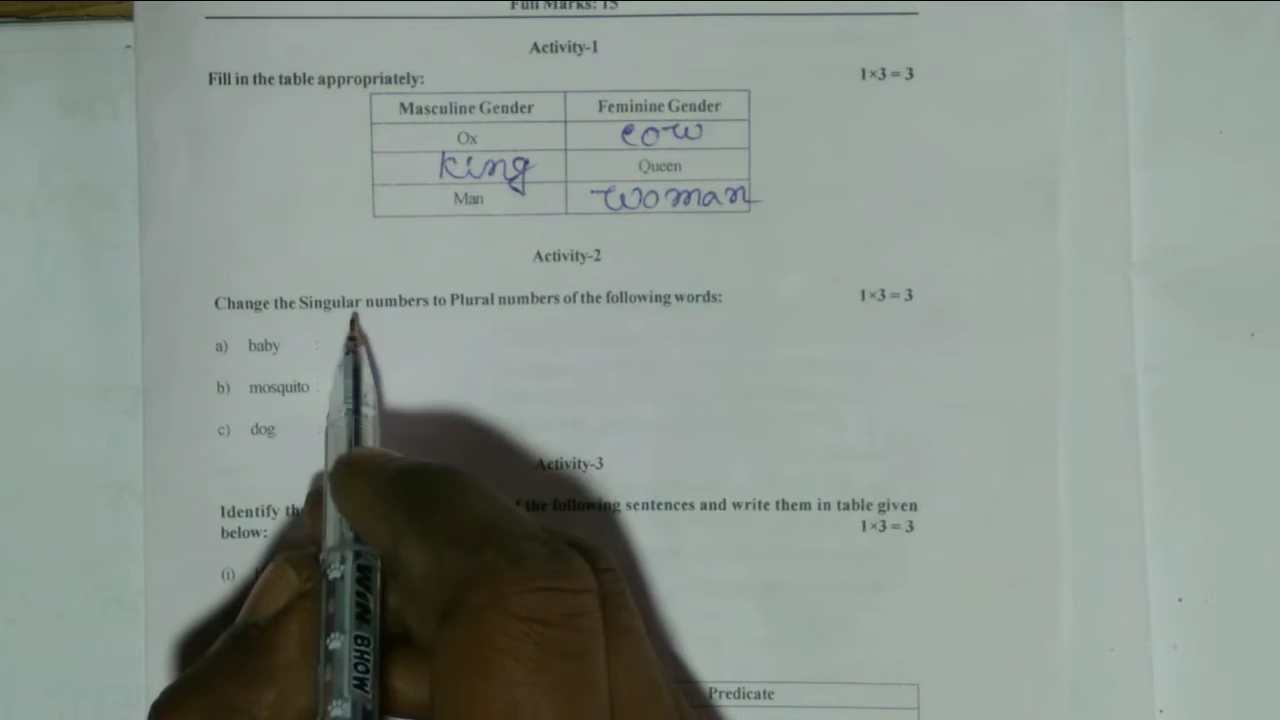 Full Marks: 15
Activity-1
Fill in the table appropriately: 1×3 = 3
Masculine Gender Feminine Gender
Ox cow
king Queen
Man woman
Activity-2
Change the Singular numbers to Plural numbers of the following words: 1×3 = 3
a) baby :
b) mosquito :
c) dog
Activity-3
Identify the following sentences and write them in table given
below: 1×3 = 3
(i)
Predicate
WIN BHOW